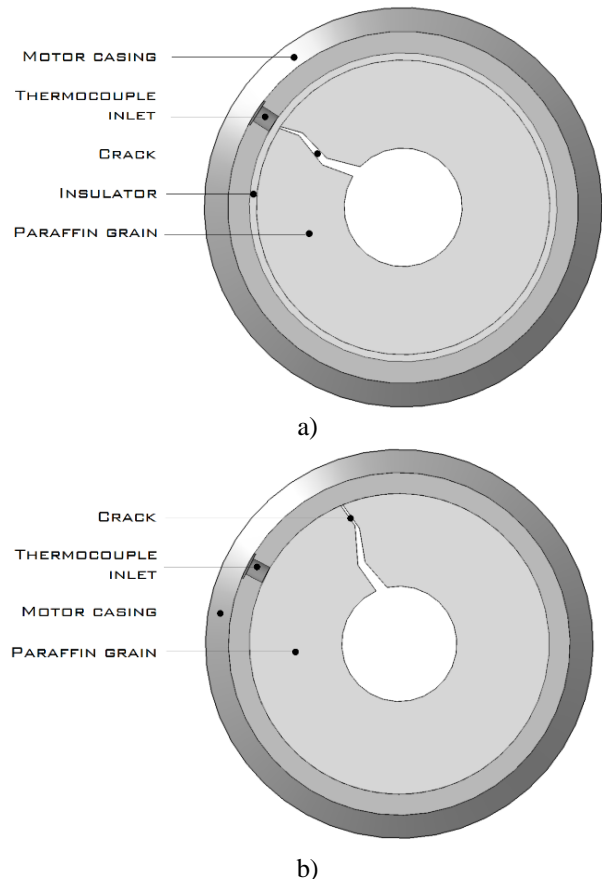 MOTOR CASING
THERMOCOUPLE
INLET
CRACK
INSULATOR
PARAFFIN GRAIN
a)
CRACK
THERMOCOUPLE
INLET
MOTOR CASING
PARAFFIN GRAIN
b)